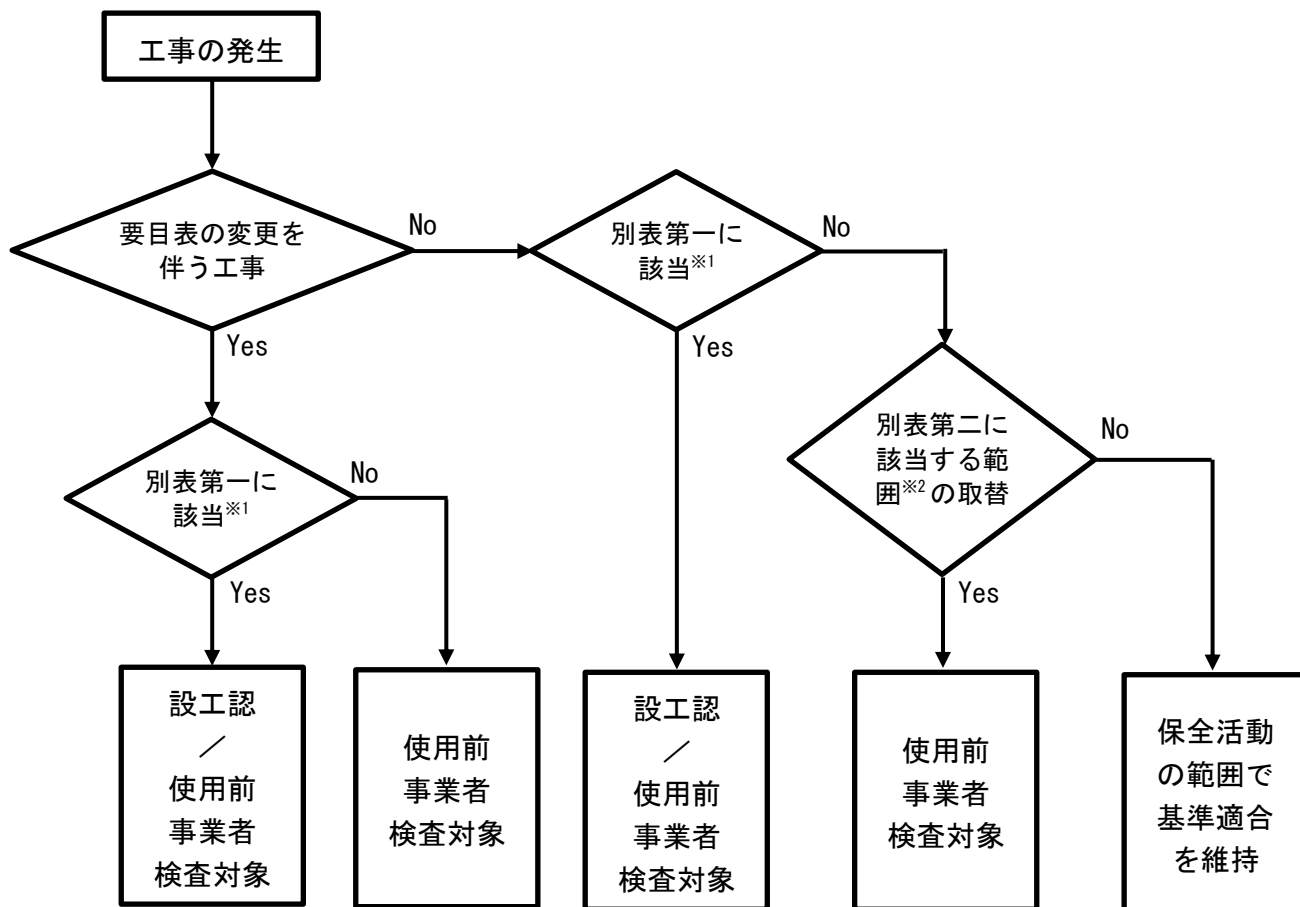 工事の発生
要目表の変更を
伴う工事
No
Yes
別表第一に
該当※1
No
Yes
別表第一に
該当※1
No
Yes
別表第二に
該当する範
囲※2の取替
No
Yes
設工認
／
使用前
事業者
検査対象
使用前
事業者
検査対象
設工認
／
使用前
事業者
検査対象
使用前
事業者
検査対象
保全活動
の範囲で
基準適合
を維持